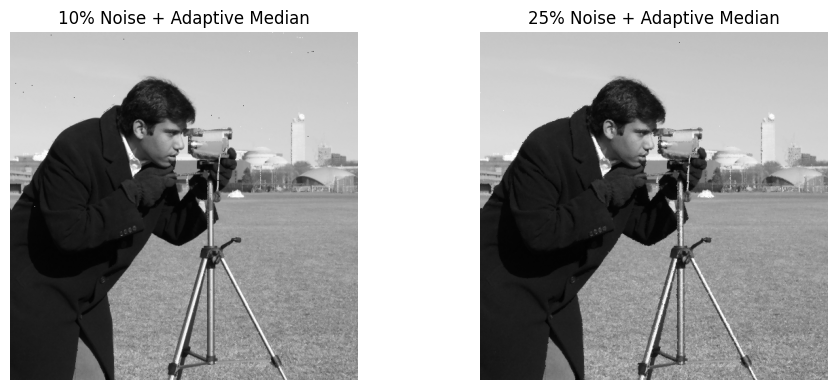 10% Noise + Adaptive Median
25% Noise + Adaptive Median